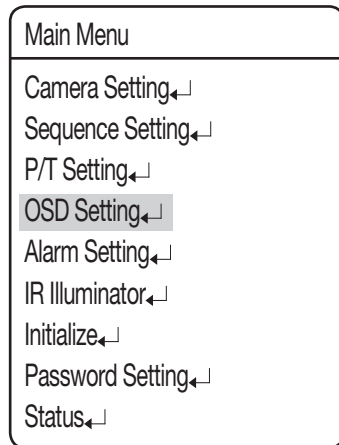 Main Menu
Camera Setting↵
Sequence Setting↵
P/T Setting↵
OSD Setting↵
Alarm Setting↵
IR Illuminator↵
Initialize↵
Password Setting↵
Status↵